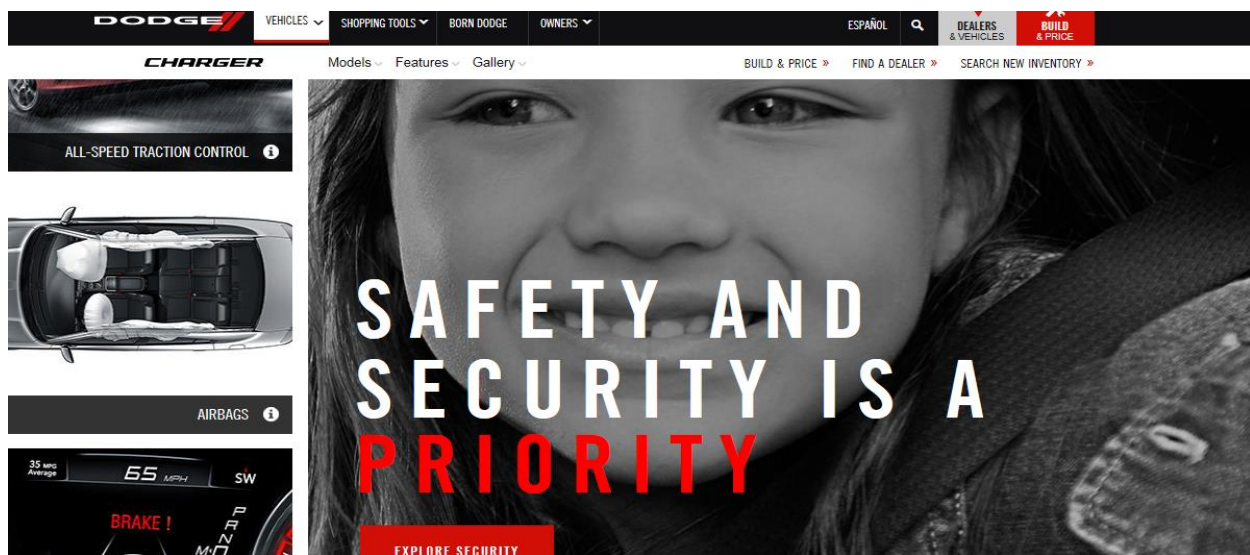 DODGE
VEHICLES
SHOPPING TOOLS
BORN DODGE
OWNERS
ESPAÑOL
DEALERS
& VEHICLES
BUILD
& PRICE
CHARGER
Models
Features
Gallery
BUILD & PRICE »
FIND A DEALER »
SEARCH NEW INVENTORY »
ALL-SPEED TRACTION CONTROL
AIRBAGS
35 MPG
Average
65 MPH
SW
BRAKE !
P
R
N
D
M
SAFETY AND
SECURITY IS A
PRIORITY
EXPLORE SECURITY